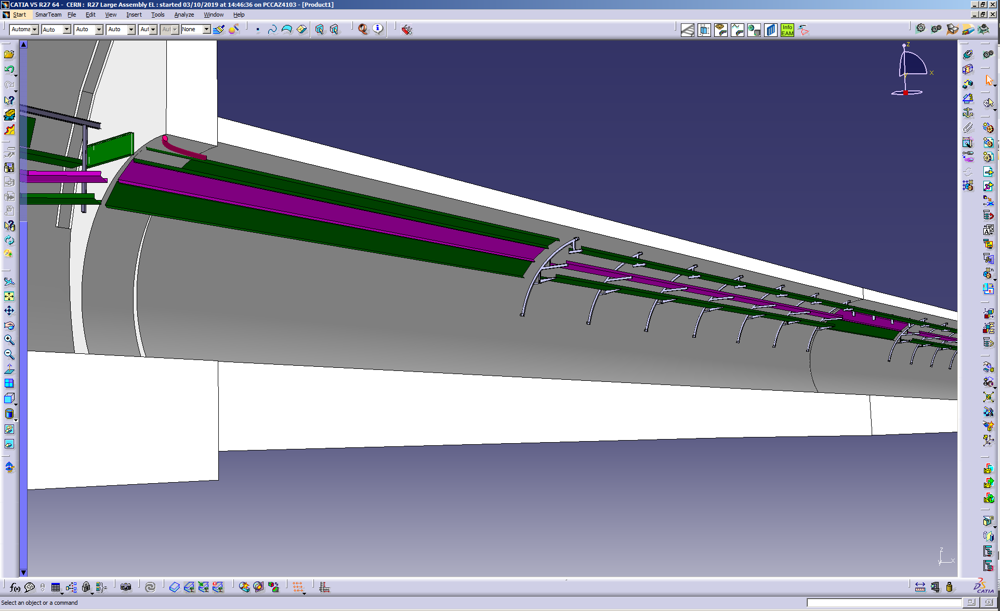 CATIA V5 R27 64 - CERN : R27 Large Assembly EL : started 03/10/2019 at 14:46:36 on PCCAZ4103 - [Product1]
Start SmarTeam File Edit View Insert Tools Analyze Window Help
Automa Auto Auto Auto Aut Aut None
Info
EAM
z
x
y
z
y x
f(x)
CATIA
Select an object or a command